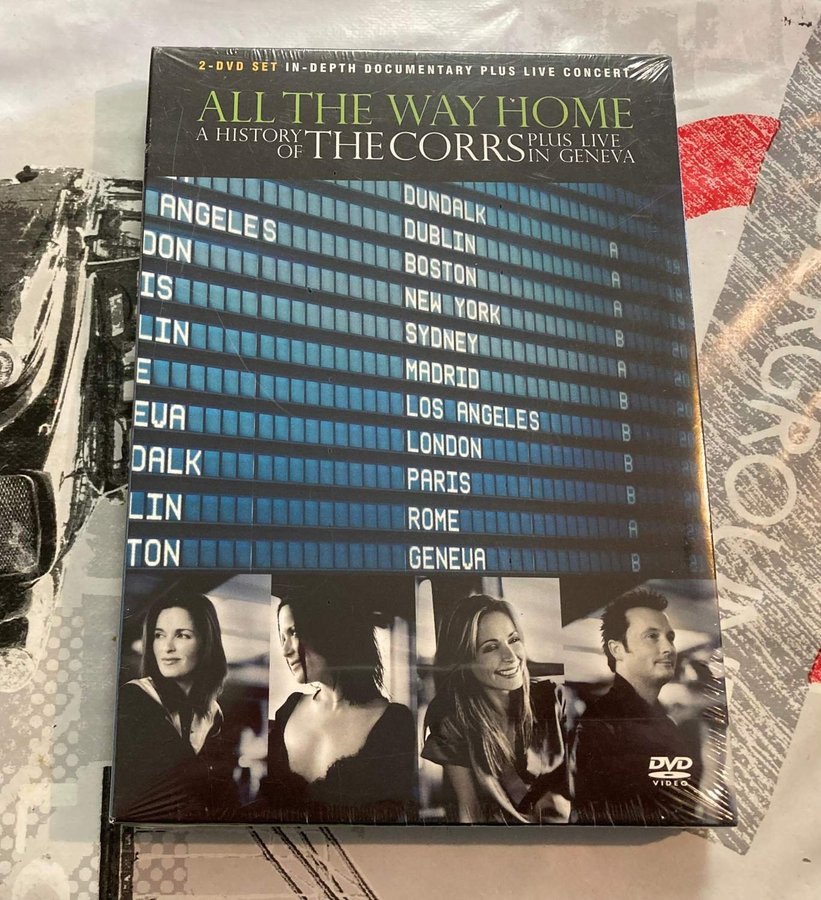 2-DVD SET IN-DEPTH DOCUMENTARY PLUS LIVE CONCERT
ALL THE WAY HOME
A HISTORY OF THE CORRS PLUS LIVE IN GENEVA
DUNDALK
ANGELES DUBLIN A
DON BOSTON A
IS NEW YORK A
LIN SYDNEY B
E MADRID A
EVA LOS ANGELES B
DALK LONDON B
LIN PARIS B
TON ROME A
GENEVA B
DVD
VIDEO